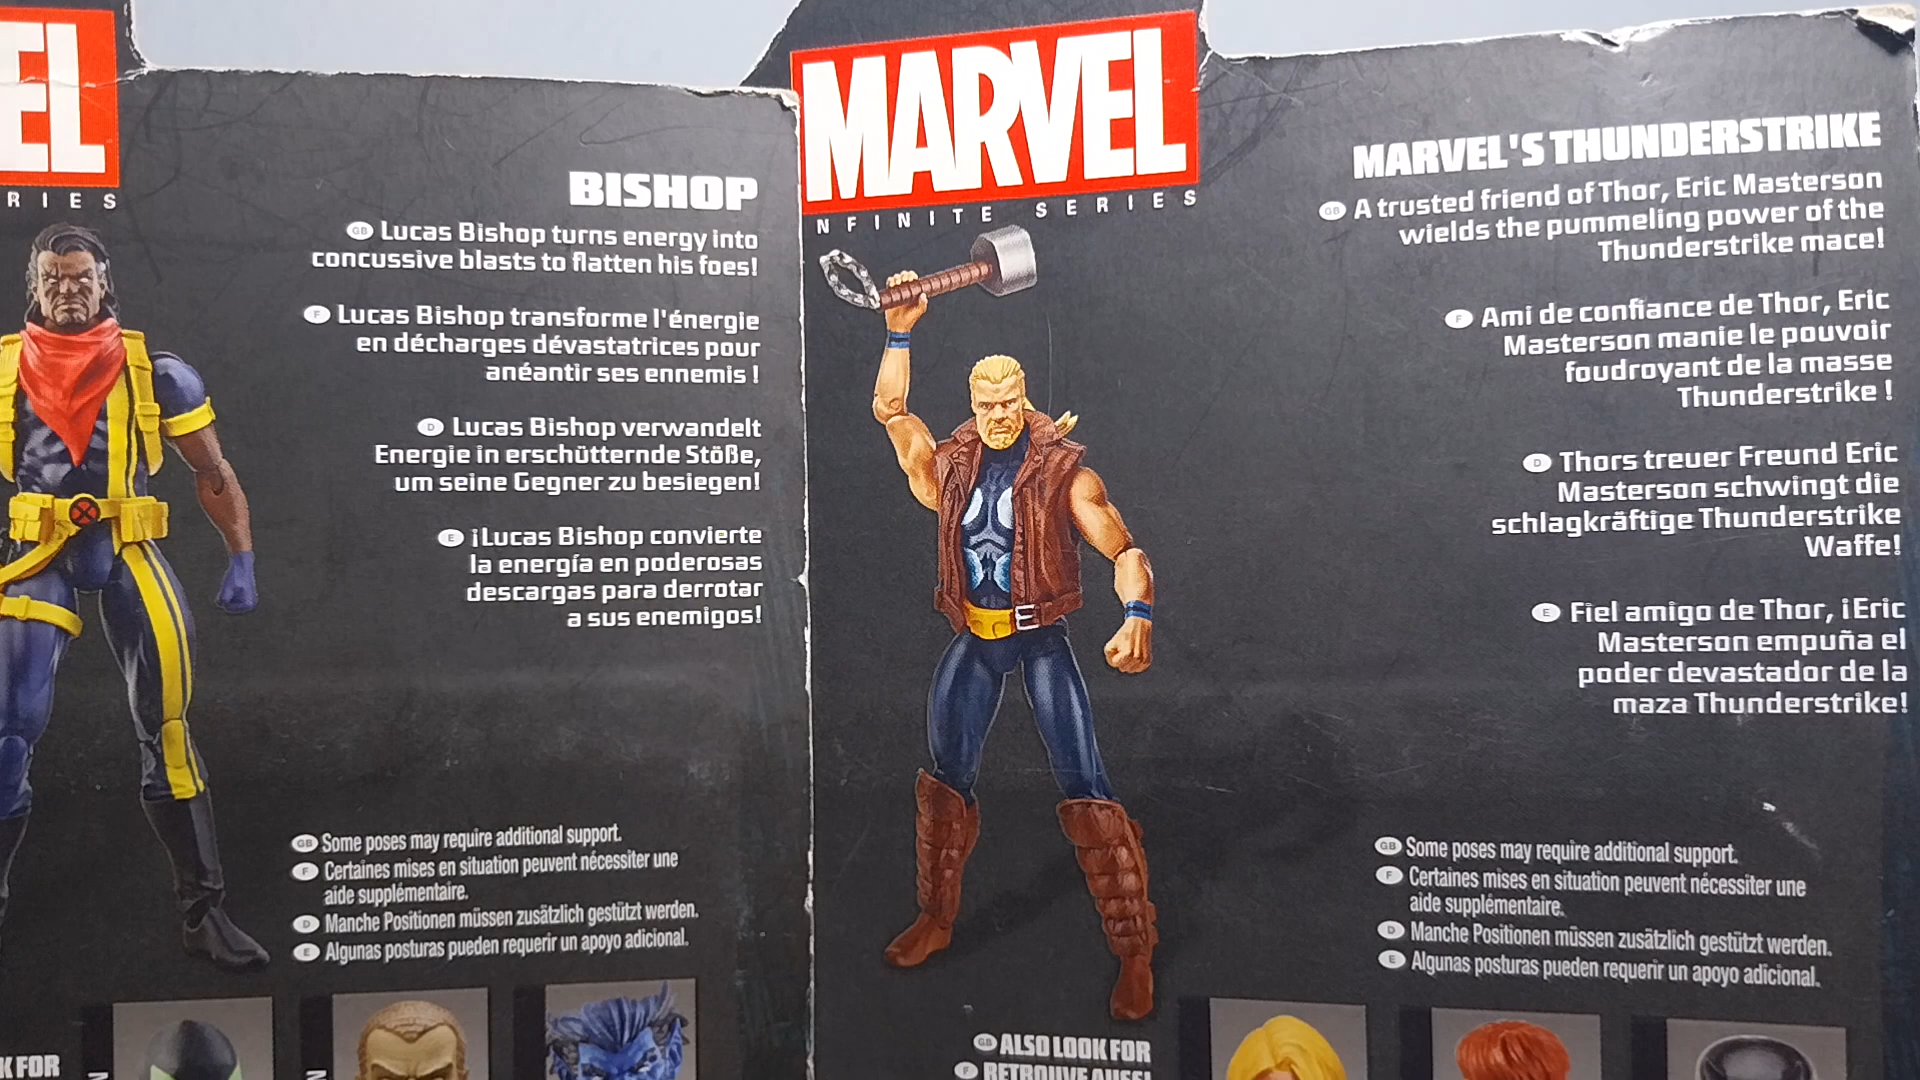 EL
RIES
BISHOP
GB Lucas Bishop turns energy into
concussive blasts to flatten his foes!
F Lucas Bishop transforme l'énergie
en décharges dévastatrices pour
anéantir ses ennemis !
D Lucas Bishop verwandelt
Energie in erschütternde Stöße,
um seine Gegner zu besiegen!
E ¡Lucas Bishop convierte
la energía en poderosas
descargas para derrotar
a sus enemigos!
GB Some poses may require additional support.
F Certaines mises en situation peuvent nécessiter une
aide supplémentaire.
D Manche Positionen müssen zusätzlich gestützt werden.
E Algunas posturas pueden requerir un apoyo adicional.
K FOR
N
N
MARVEL
NFINITE SERIES
MARVEL'S THUNDERSTRIKE
GB A trusted friend of Thor, Eric Masterson
wields the pummeling power of the
Thunderstrike mace!
F Ami de confiance de Thor, Eric
Masterson manie le pouvoir
foudroyant de la masse
Thunderstrike !
D Thors treuer Freund Eric
Masterson schwingt die
schlagkräftige Thunderstrike
Waffe!
E Fiel amigo de Thor, ¡Eric
Masterson empuña el
poder devastador de la
maza Thunderstrike!
GB Some poses may require additional support.
F Certaines mises en situation peuvent nécessiter une
aide supplémentaire.
D Manche Positionen müssen zusätzlich gestützt werden.
E Algunas posturas pueden requerir un apoyo adicional.
GB ALSO LOOK FOR
F RETROUVE AUSSI